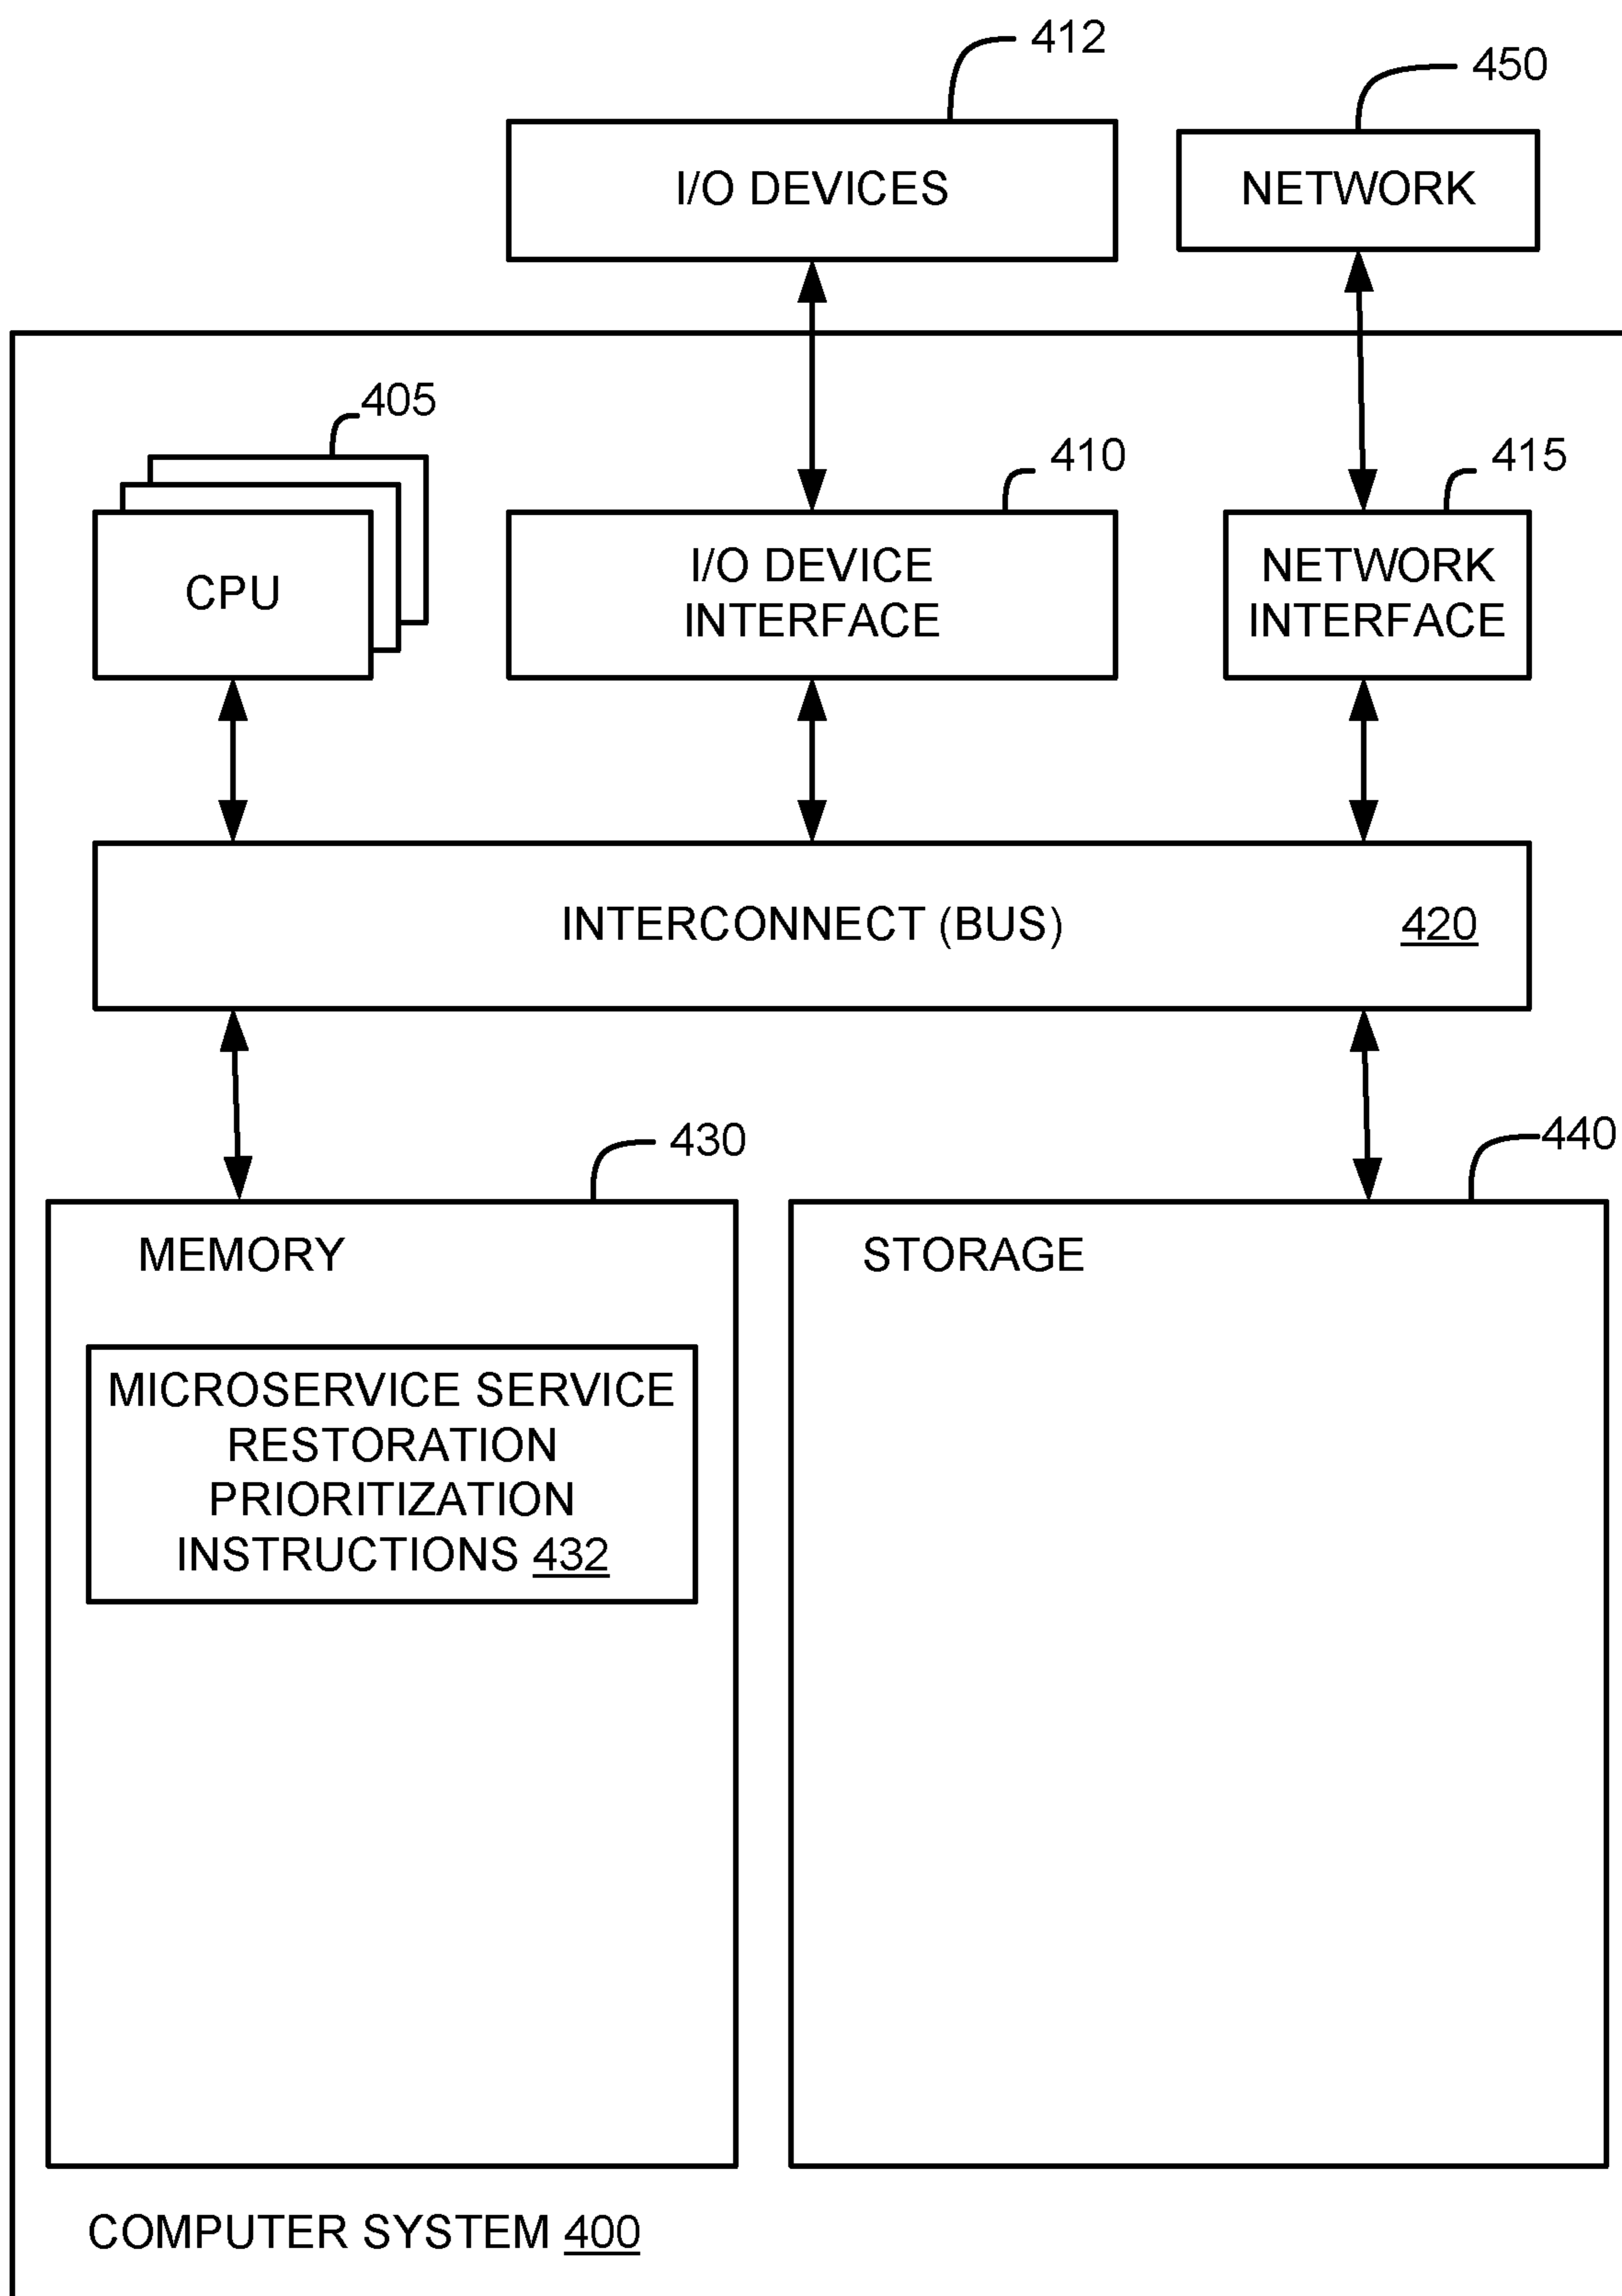 412
450
I/O DEVICES
NETWORK
405
410
415
CPU
I/O DEVICE
INTERFACE
NETWORK
INTERFACE
INTERCONNECT (BUS) 420
430
440
MEMORY
STORAGE
MICROSERVICE SERVICE
RESTORATION
PRIORITIZATION
INSTRUCTIONS 432
COMPUTER SYSTEM 400